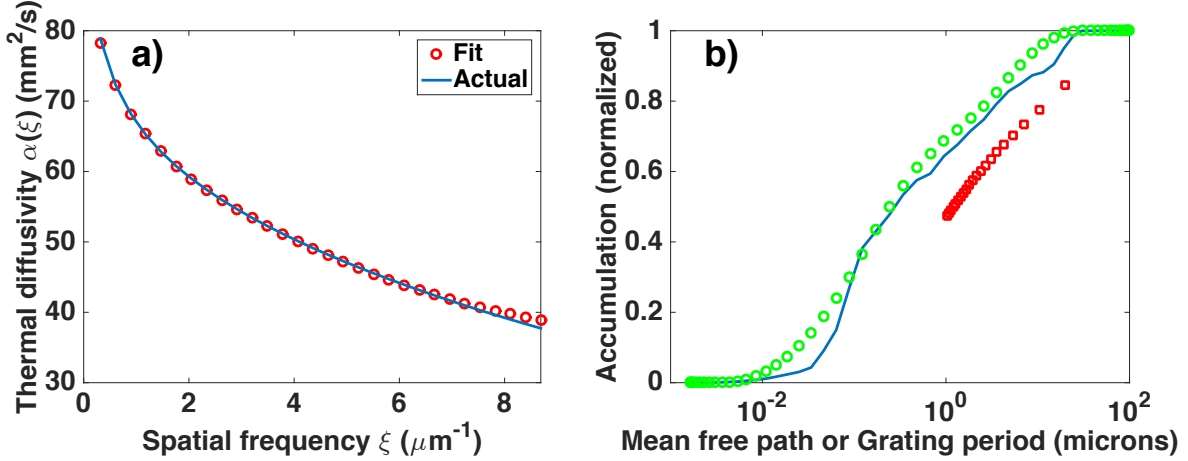 a)
Fit
Actual
80
70
60
50
40
30
0
2
4
6
8
Thermal diffusivity α(ξ) (mm²/s)
Spatial frequency ξ (μm⁻¹)
b)
1
0.8
0.6
0.4
0.2
0
10⁻²
10⁰
10²
Accumulation (normalized)
Mean free path or Grating period (microns)